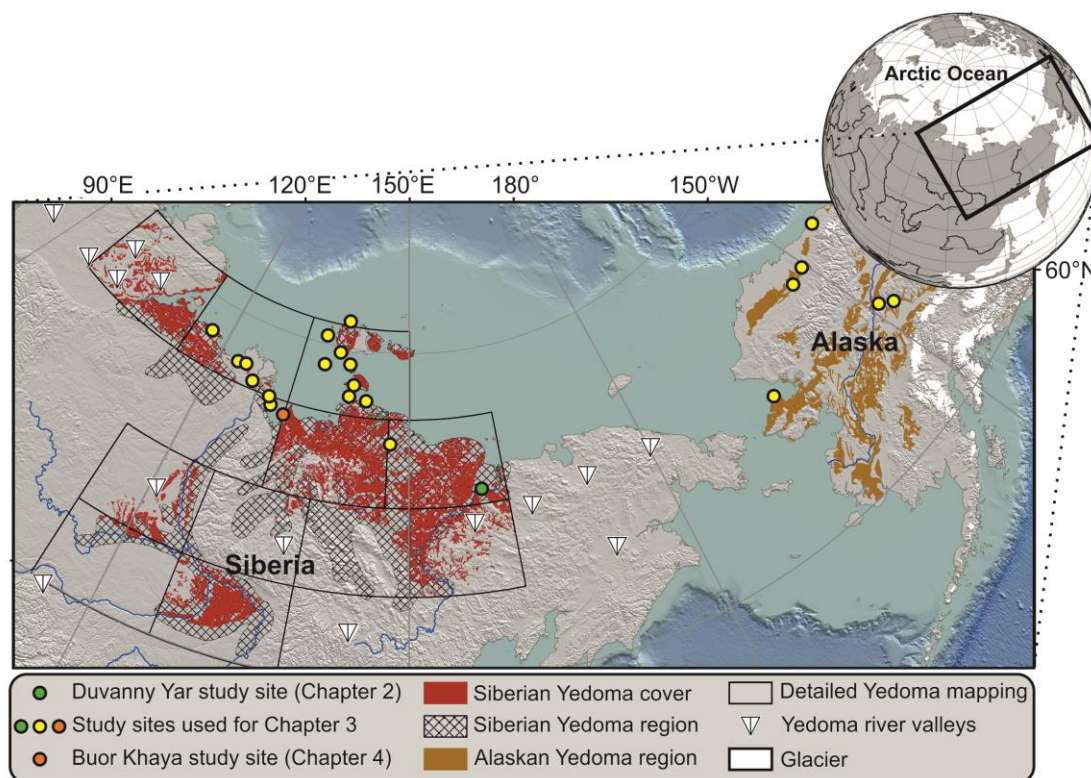 Arctic Ocean
90°E
120°E
150°E
180°
150°W
60°N
Alaska
Siberia
Duvanny Yar study site (Chapter 2)
Study sites used for Chapter 3
Buor Khaya study site (Chapter 4)
Siberian Yedoma cover
Siberian Yedoma region
Alaskan Yedoma region
Detailed Yedoma mapping
Yedoma river valleys
Glacier